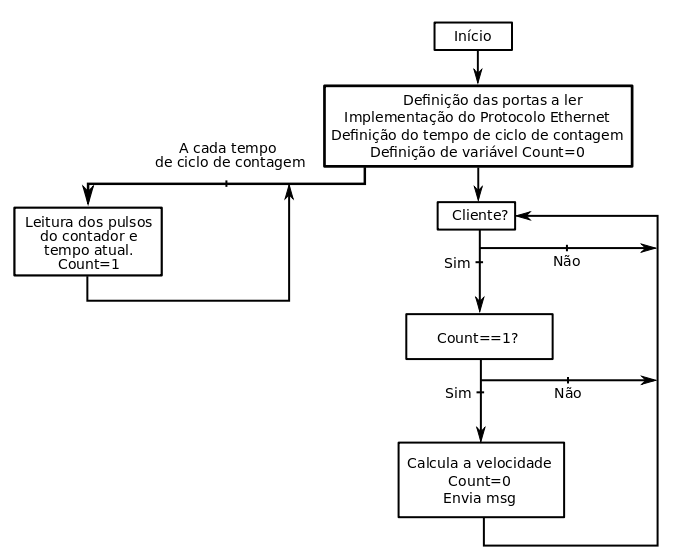 Início
Definição das portas a ler
Implementação do Protocolo Ethernet
Definição do tempo de ciclo de contagem
Definição de variável Count=0
A cada tempo
de ciclo de contagem
Leitura dos pulsos
do contador e
tempo atual.
Count=1
Cliente?
Sim
Não
Count==1?
Sim
Não
Calcula a velocidade
Count=0
Envia msg